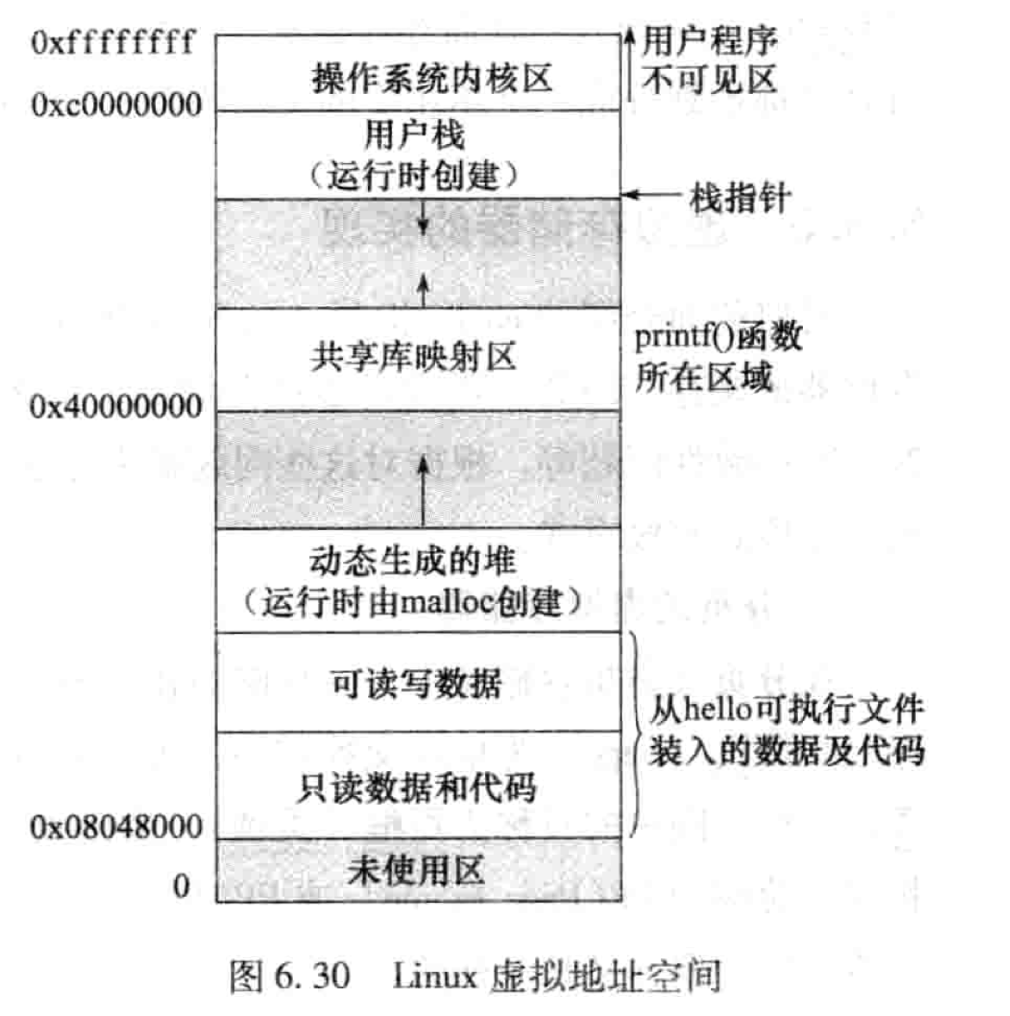 0xffffffff
用户程序
不可见区
操作系统内核区
0xc0000000
用户栈
（运行时创建）
栈指针
共享库映射区
printf()函数
所在区域
0x40000000
动态生成的堆
（运行时由malloc创建）
可读写数据
从hello可执行文件
装入的数据及代码
只读数据和代码
0x08048000
未使用区
0
图 6.30 Linux 虚拟地址空间